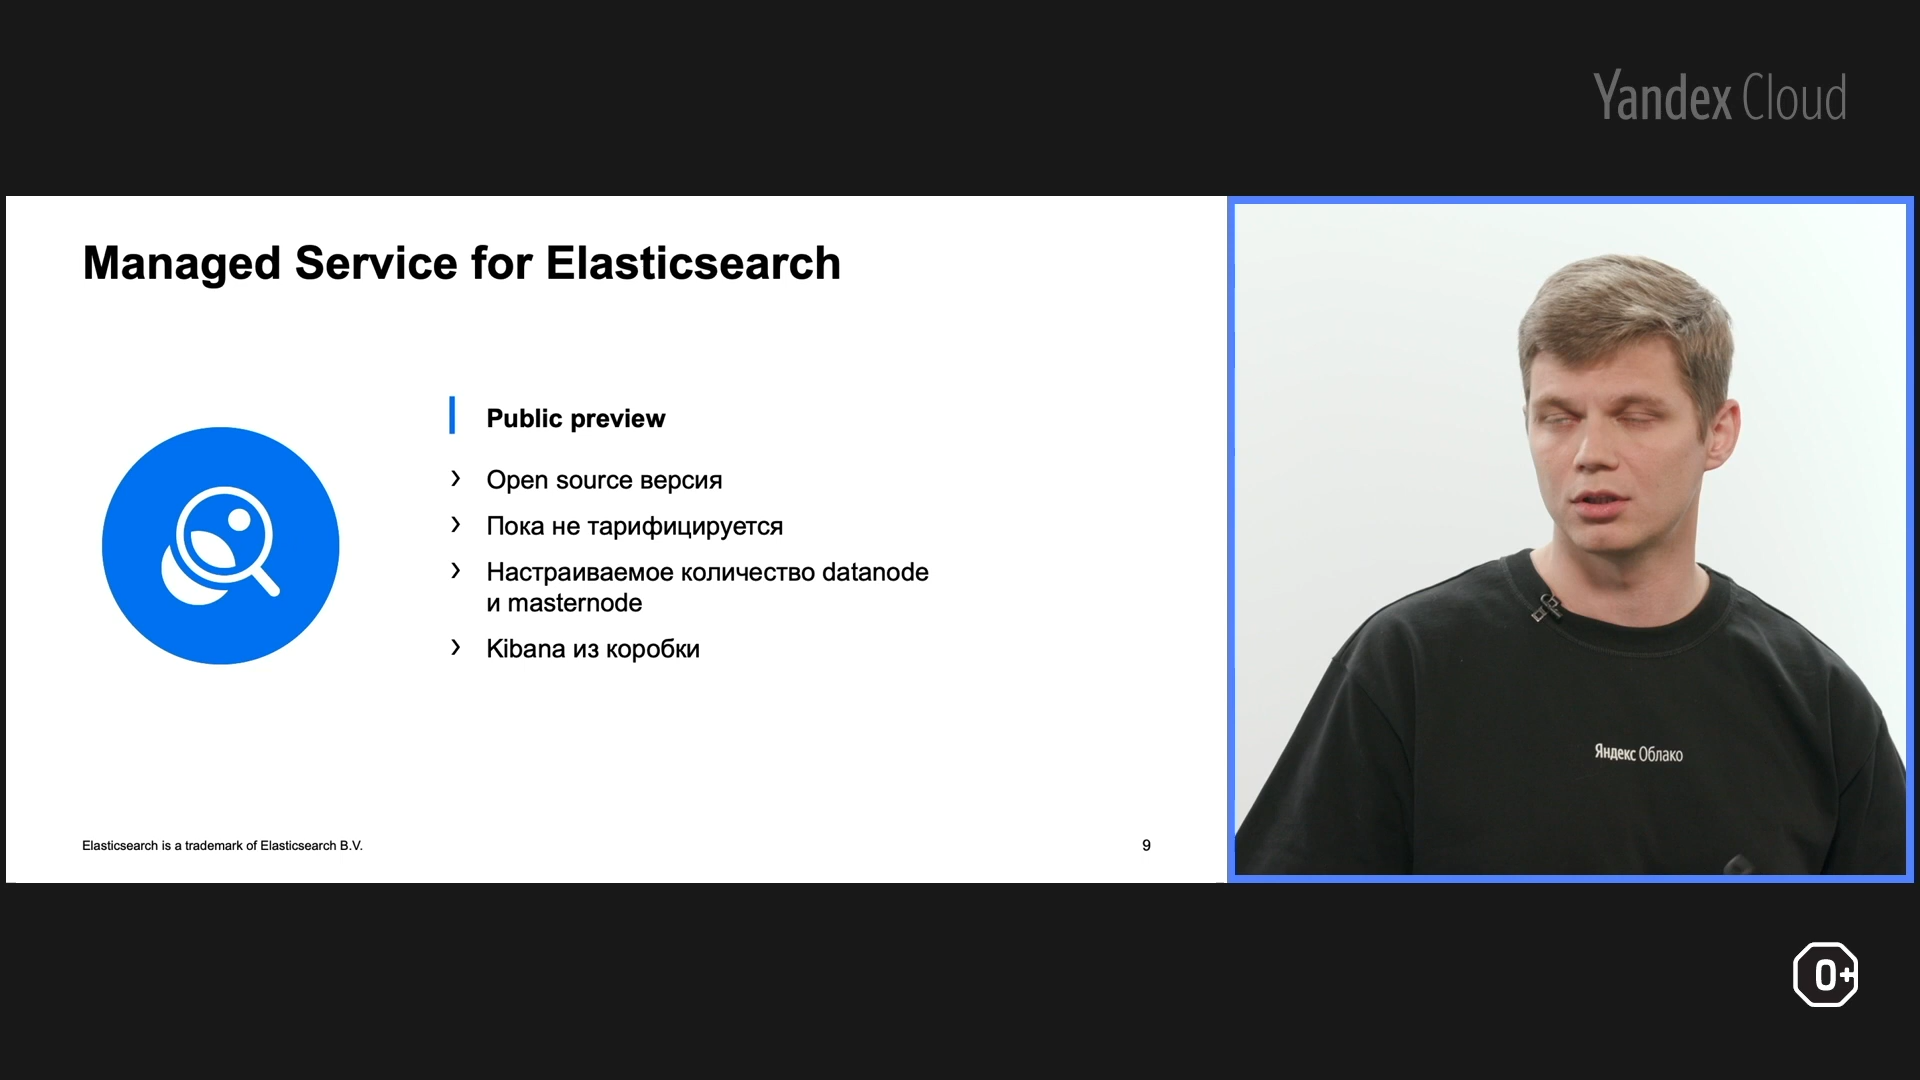 Yandex Cloud
Managed Service for Elasticsearch
Public preview
Open source версия
Пока не тарифицируется
Настраиваемое количество datanode
и masternode
Kibana из коробки
Elasticsearch is a trademark of Elasticsearch B.V.
9
Яндекс Облако
0+